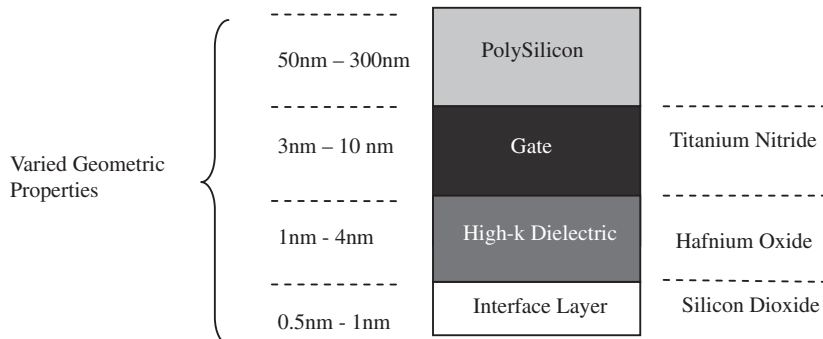 50nm – 300nm
PolySilicon
3nm – 10 nm
Gate
Titanium Nitride
Varied Geometric
Properties
1nm - 4nm
High-k Dielectric
Hafnium Oxide
0.5nm - 1nm
Interface Layer
Silicon Dioxide